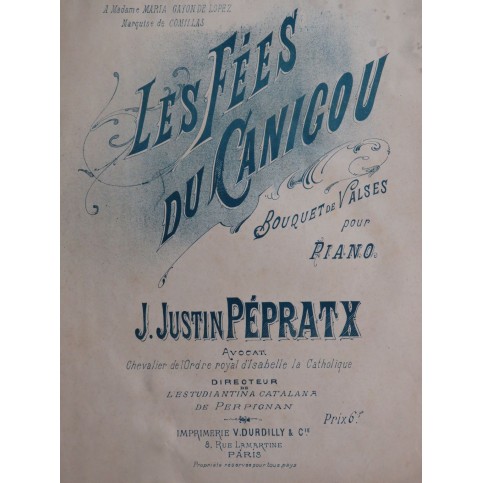 A Madame MARIA GAYON DE LOPEZ
Marquise de COMILLAS
LES FÉES
DU CANIGOU
BOUQUET DE VALSES
pour
PIANO.
J. JUSTIN PÉPRATX
AVOCAT.
Chevalier de l'Ordre royal d'Isabelle la Catholique
DIRECTEUR
DE
L'ESTUDIANTINA CATALANA
DE PERPIGNAN
Prix 6f.
IMPRIMERIE V. DURDILLY & Cie
8, RUE LAMARTINE
PARIS
Propriété réservée pour tous pays